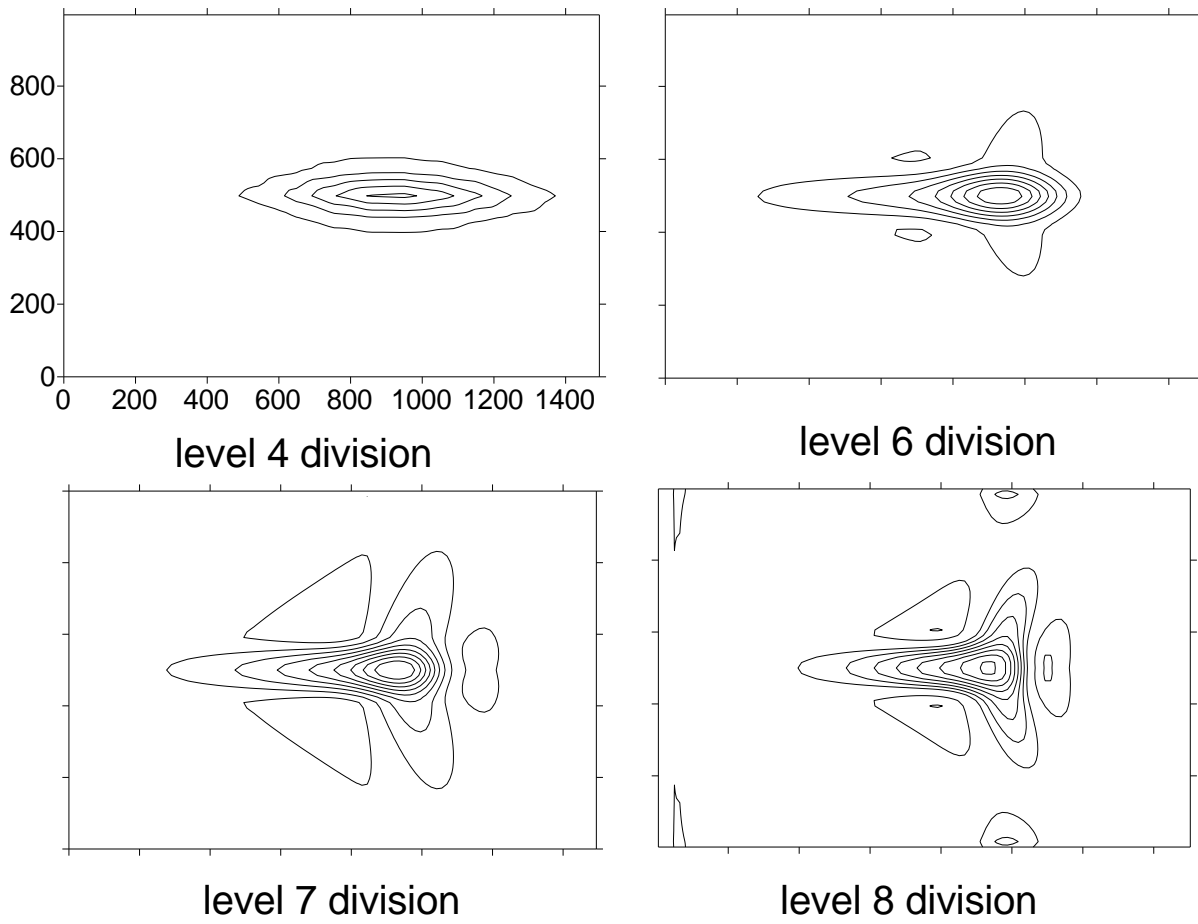 800
600
400
200
0
0 200 400 600 800 1000 1200 1400
level 4 division
level 6 division
level 7 division
level 8 division